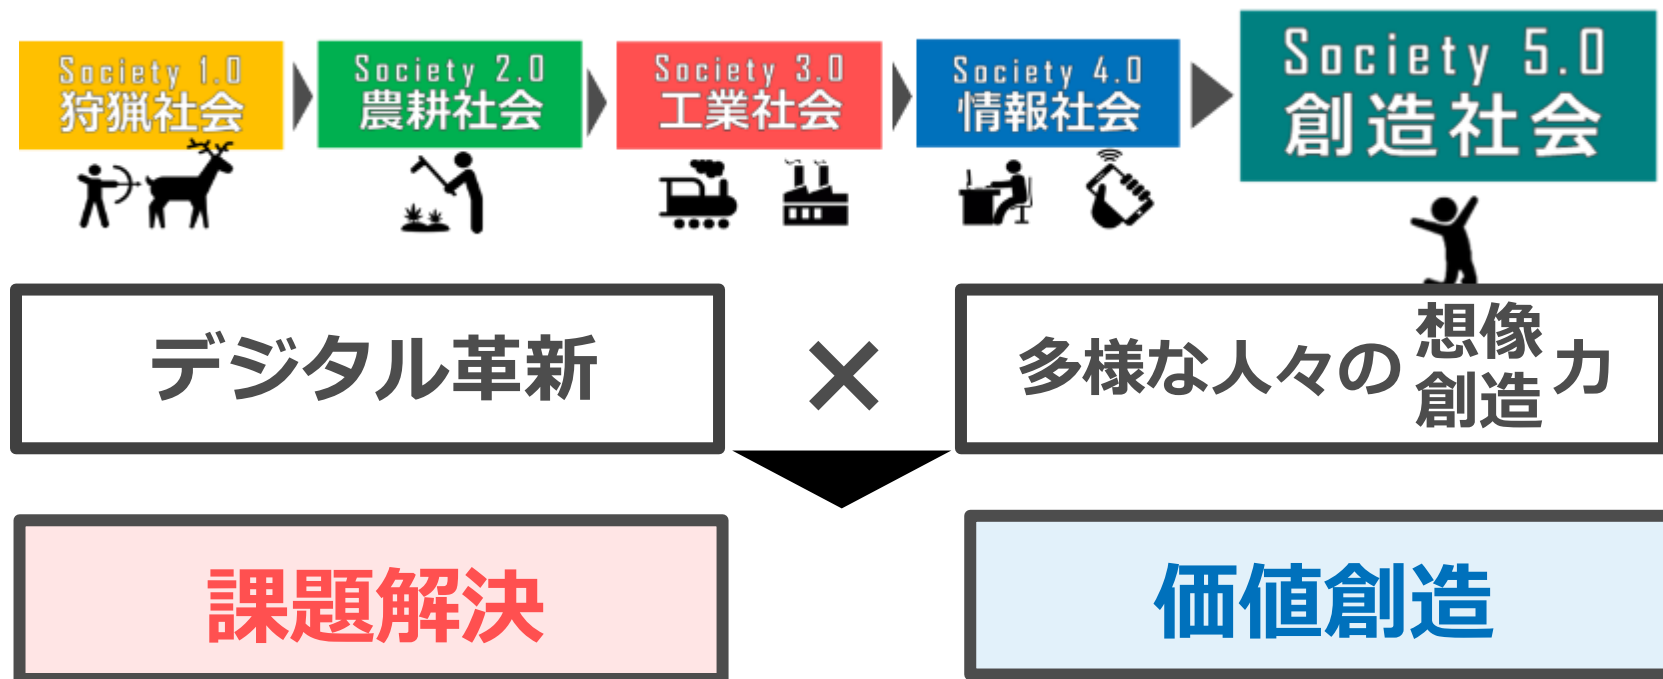 Society 1.0
狩猟社会
Society 2.0
農耕社会
Society 3.0
工業社会
Society 4.0
情報社会
Society 5.0
創造社会
デジタル革新
×
多様な人々の想像力
創造
課題解決
価値創造